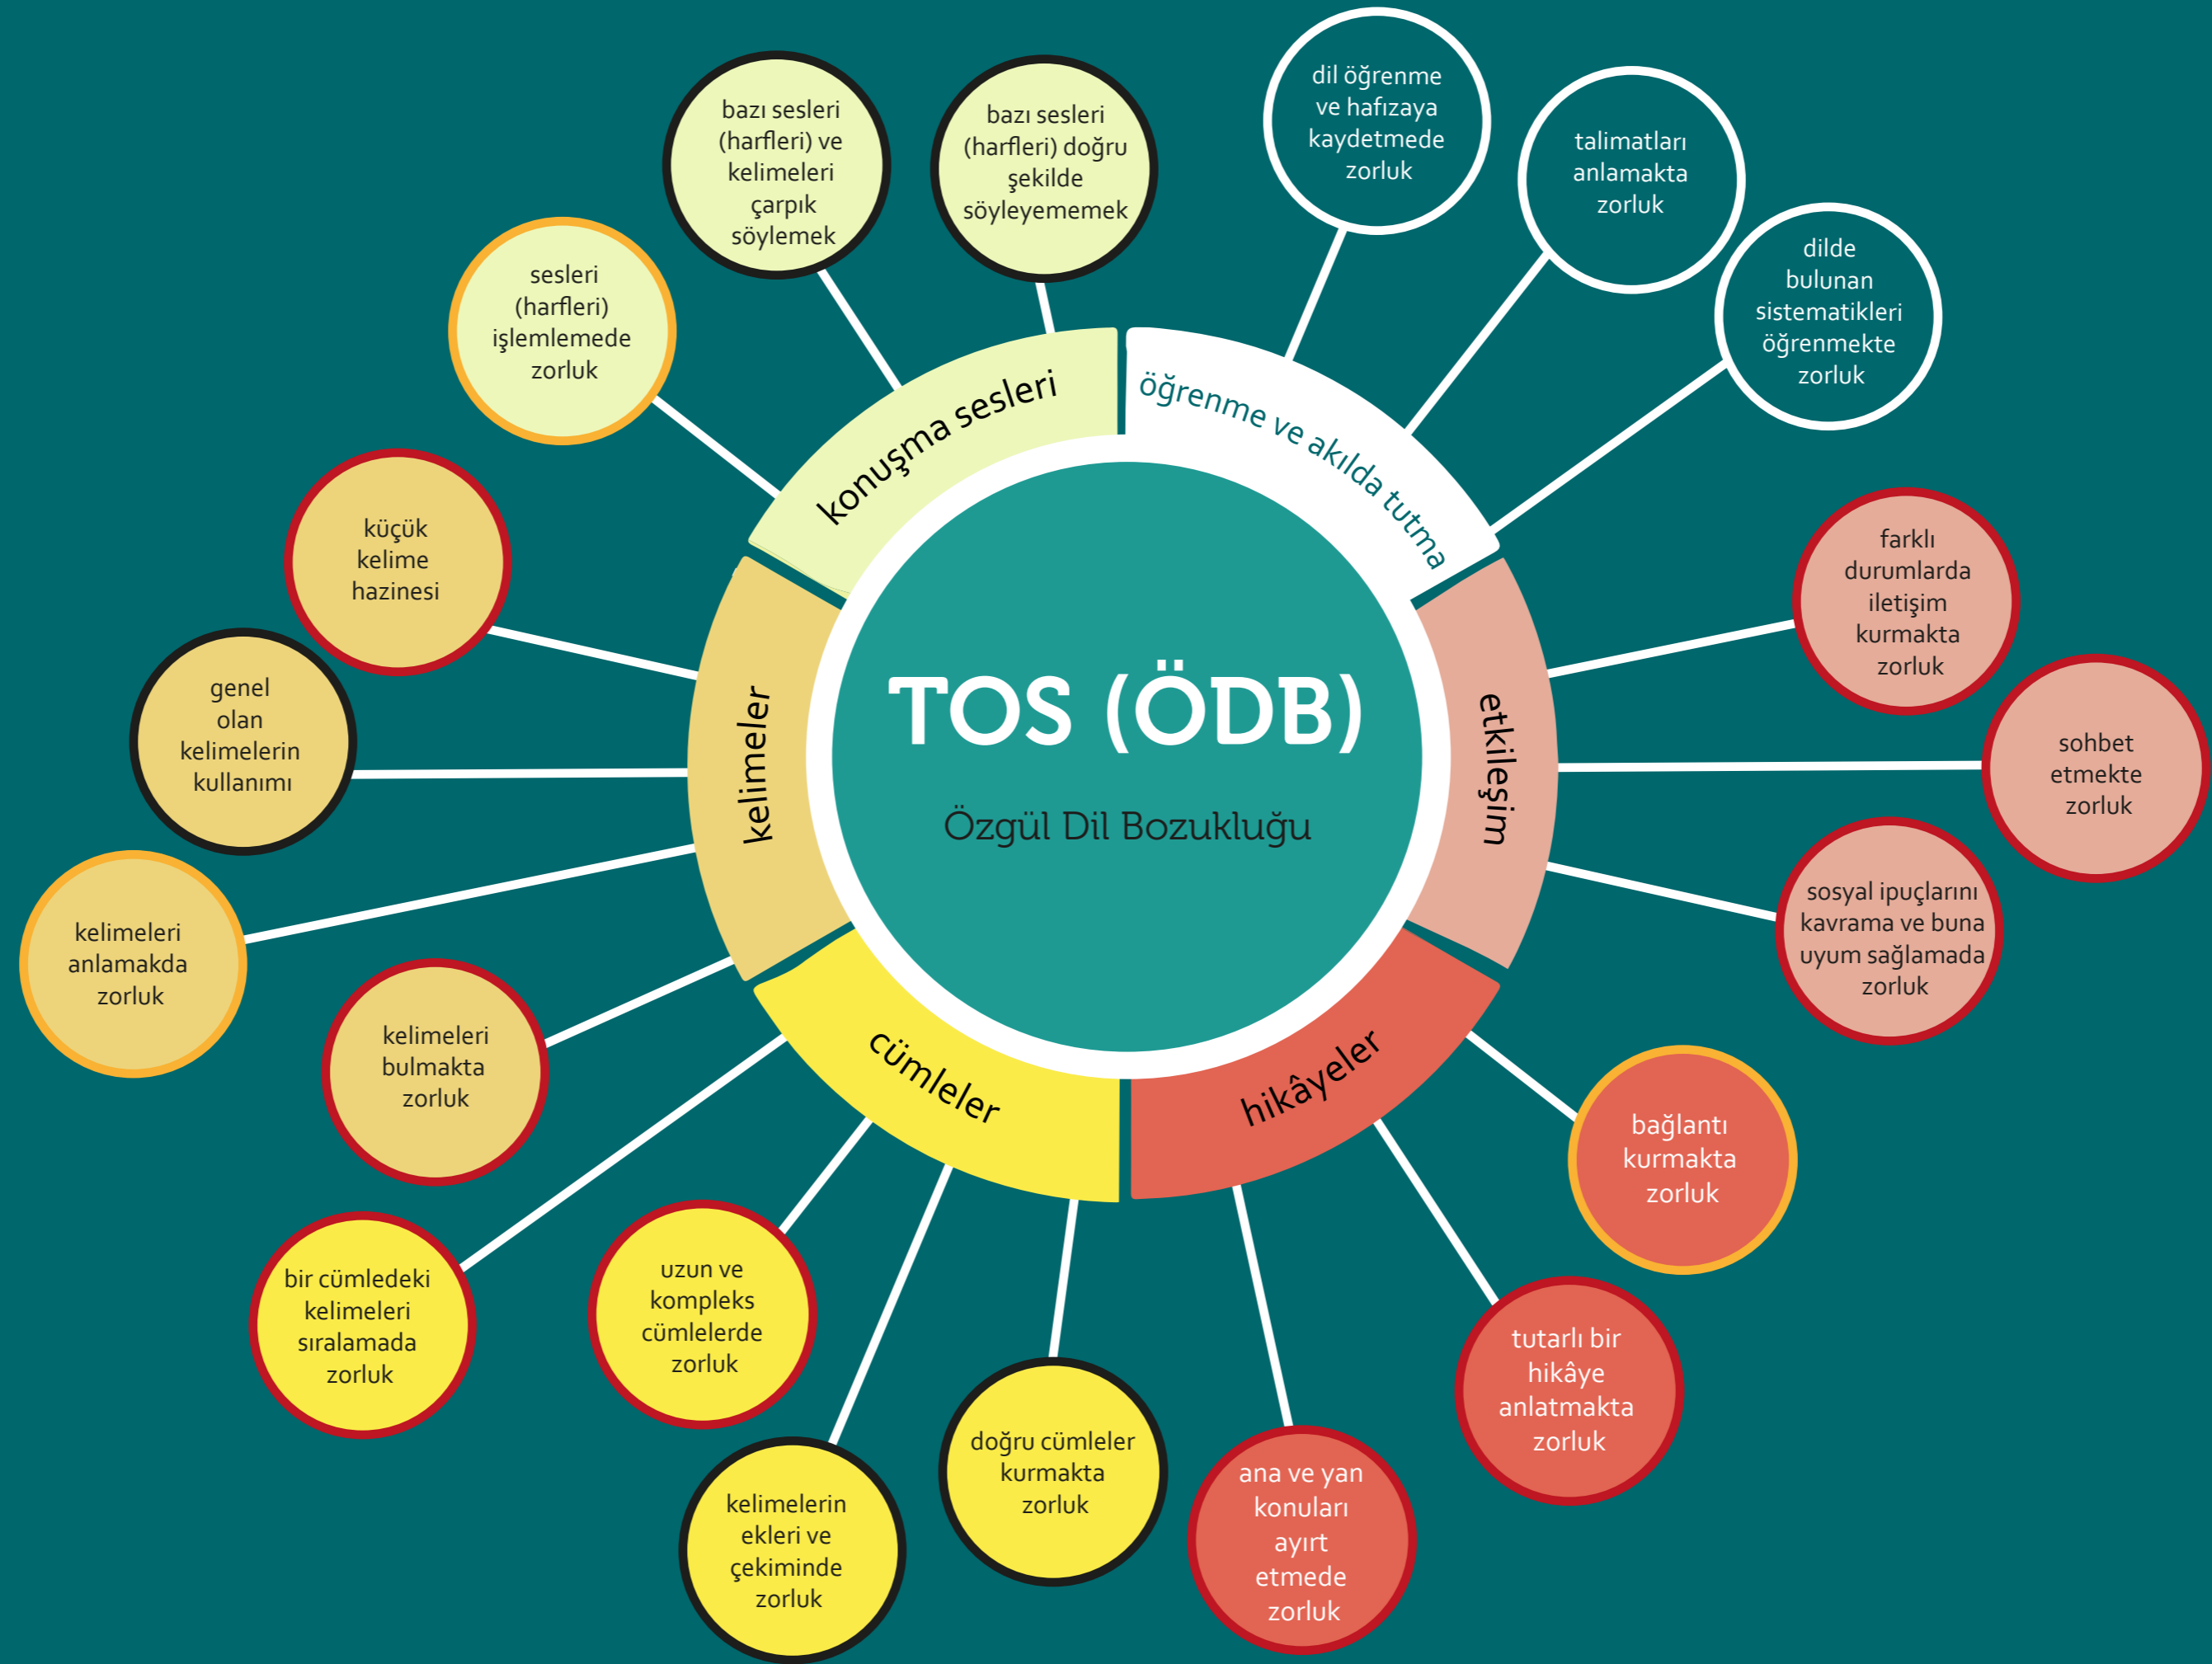 TOS (ÖDB)
Özgül Dil Bozukluğu
konuşma sesleri
sesleri
(harfleri)
işlemlemede
zorluk
bazı sesleri
(harfleri) ve
kelimeleri
çarpık
söylemek
bazı sesleri
(harfleri) doğru
şekilde
söyleyememek
öğrenme ve akılda tutma
dil öğrenme
ve hafızaya
kaydetmede
zorluk
talimatları
anlamakta
zorluk
dilde
bulunan
sistematikleri
öğrenmekte
zorluk
etkileşim
farklı
durumlarda
iletişim
kurmakta
zorluk
sohbet
etmekte
zorluk
sosyal ipuçlarını
kavrama ve buna
uyum sağlamada
zorluk
hikâyeler
bağlantı
kurmakta
zorluk
tutarlı bir
hikâye
anlatmakta
zorluk
ana ve yan
konuları
ayırt
etmede
zorluk
cümleler
doğru cümleler
kurmakta
zorluk
kelimelerin
ekleri ve
çekiminde
zorluk
uzun ve
kompleks
cümlelerde
zorluk
bir cümledeki
kelimeleri
sıralamada
zorluk
kelimeler
kelimeleri
bulmakta
zorluk
kelimeleri
anlamakda
zorluk
genel
olan
kelimelerin
kullanımı
küçük
kelime
hazinesi